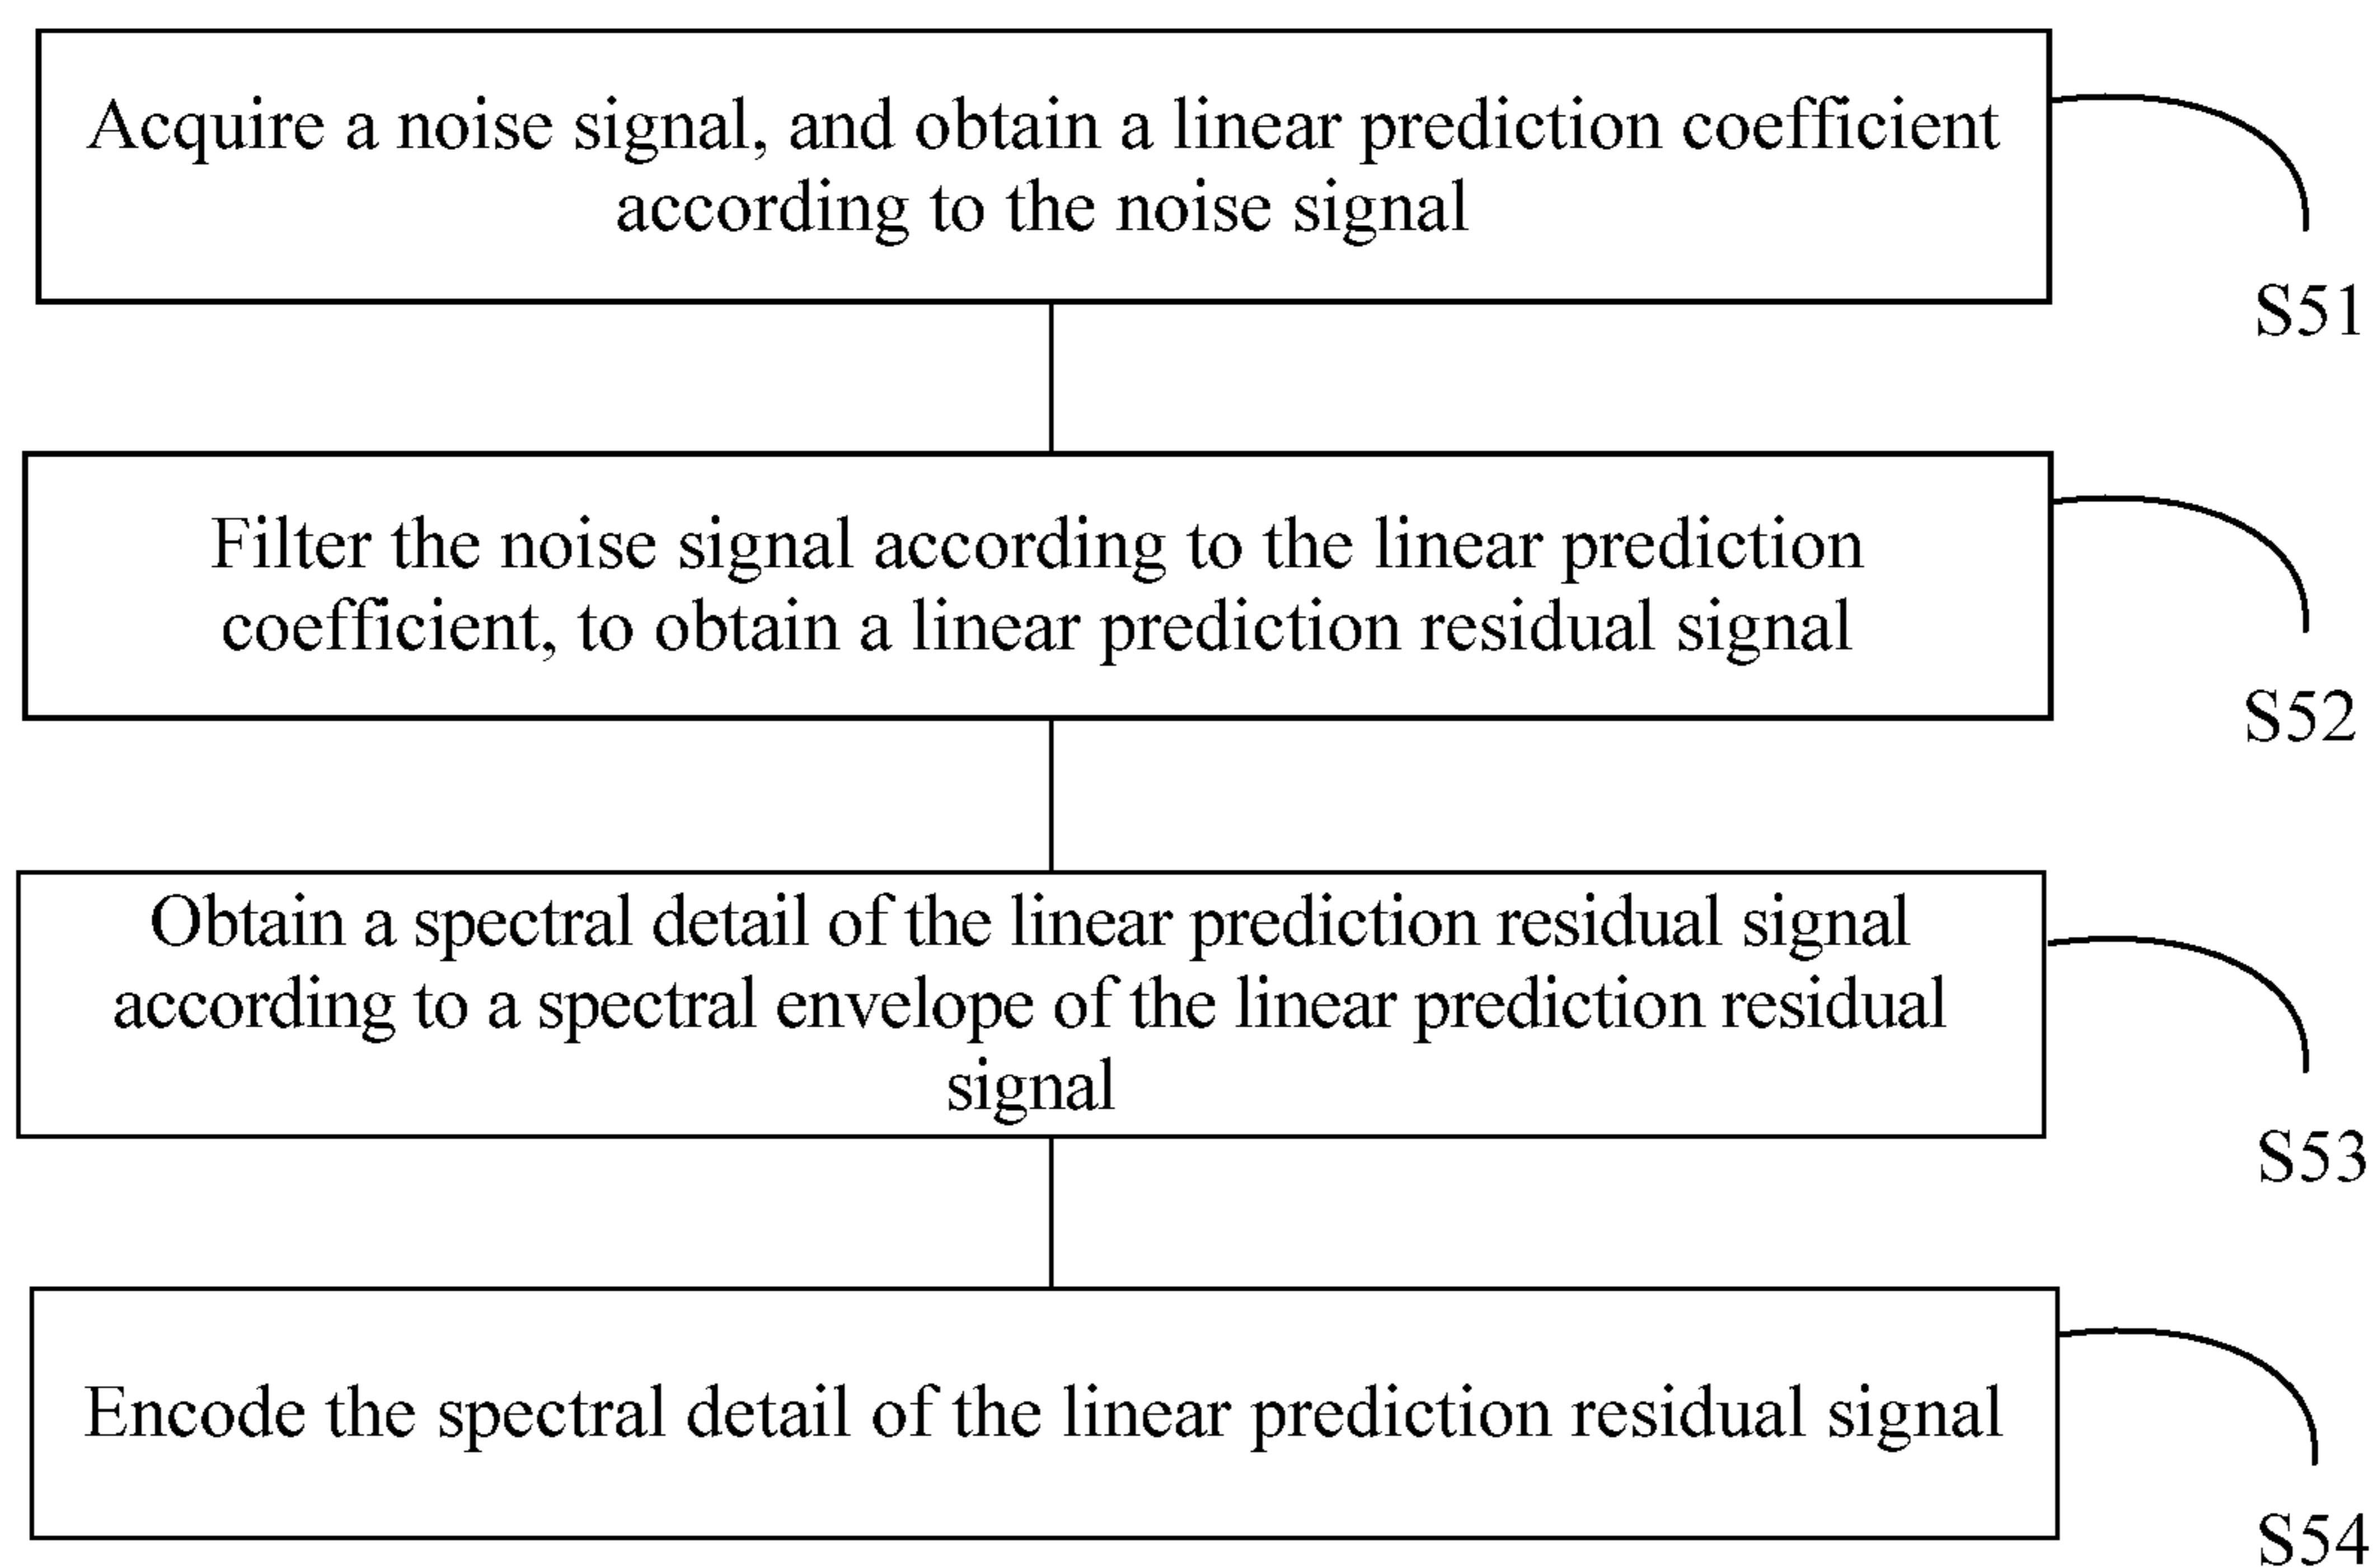 Acquire a noise signal, and obtain a linear prediction coefficient
according to the noise signal
S51
Filter the noise signal according to the linear prediction
coefficient, to obtain a linear prediction residual signal
S52
Obtain a spectral detail of the linear prediction residual signal
according to a spectral envelope of the linear prediction residual
signal
S53
Encode the spectral detail of the linear prediction residual signal
S54